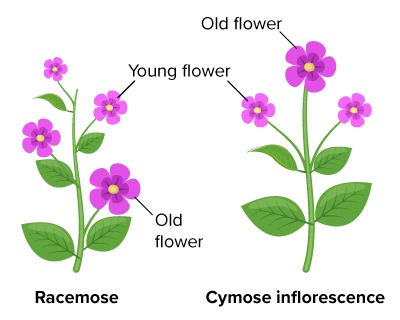 Old flower
Young flower
Old
flower
Racemose
Cymose inflorescence